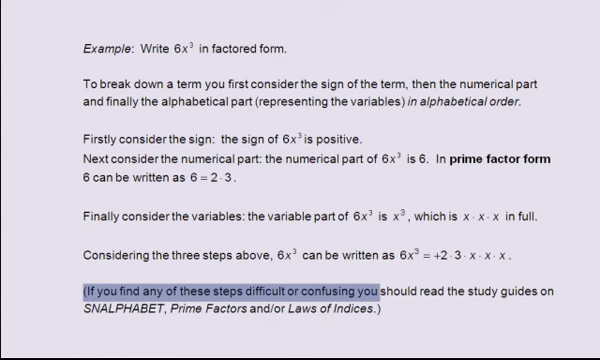 Example: Write 6x³ in factored form.
To break down a term you first consider the sign of the term, then the numerical part
and finally the alphabetical part (representing the variables) in alphabetical order.
Firstly consider the sign: the sign of 6x³ is positive.
Next consider the numerical part: the numerical part of 6x³ is 6. In prime factor form
6 can be written as 6 = 2 · 3.
Finally consider the variables: the variable part of 6x³ is x³, which is x · x · x in full.
Considering the three steps above, 6x³ can be written as 6x³ = +2 · 3 · x · x · x.
(If you find any of these steps difficult or confusing you should read the study guides on
SNALPHABET, Prime Factors and/or Laws of Indices.)